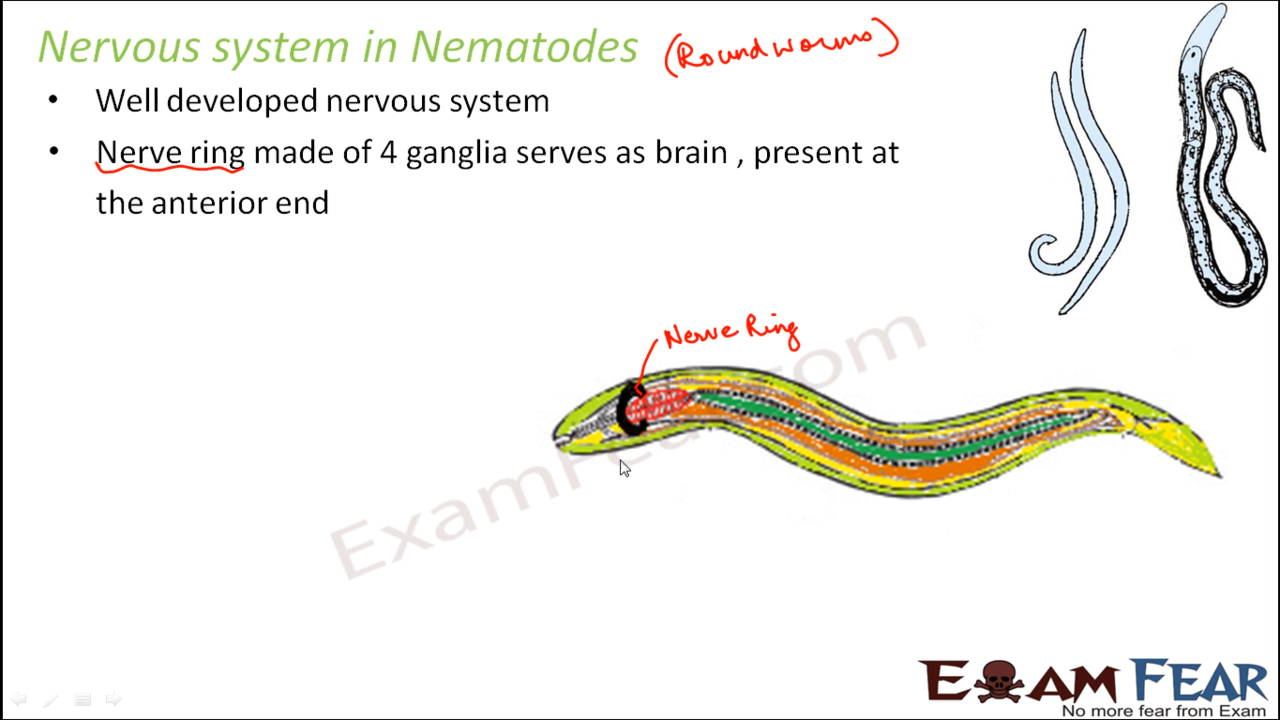 Nervous system in Nematodes (Roundworms)
• Well developed nervous system
• Nerve ring made of 4 ganglia serves as brain , present at
the anterior end
Nerve Ring
ExamFear.com
EXAM FEAR
No more fear from Exam